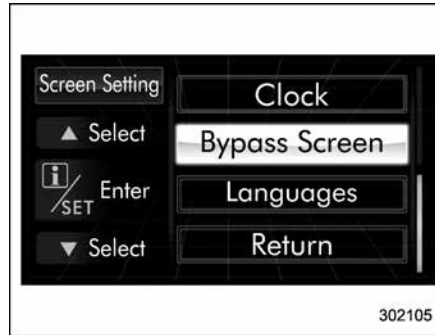 Screen Setting
▲ Select
i/SET Enter
▼ Select
Clock
Bypass Screen
Languages
Return
302105